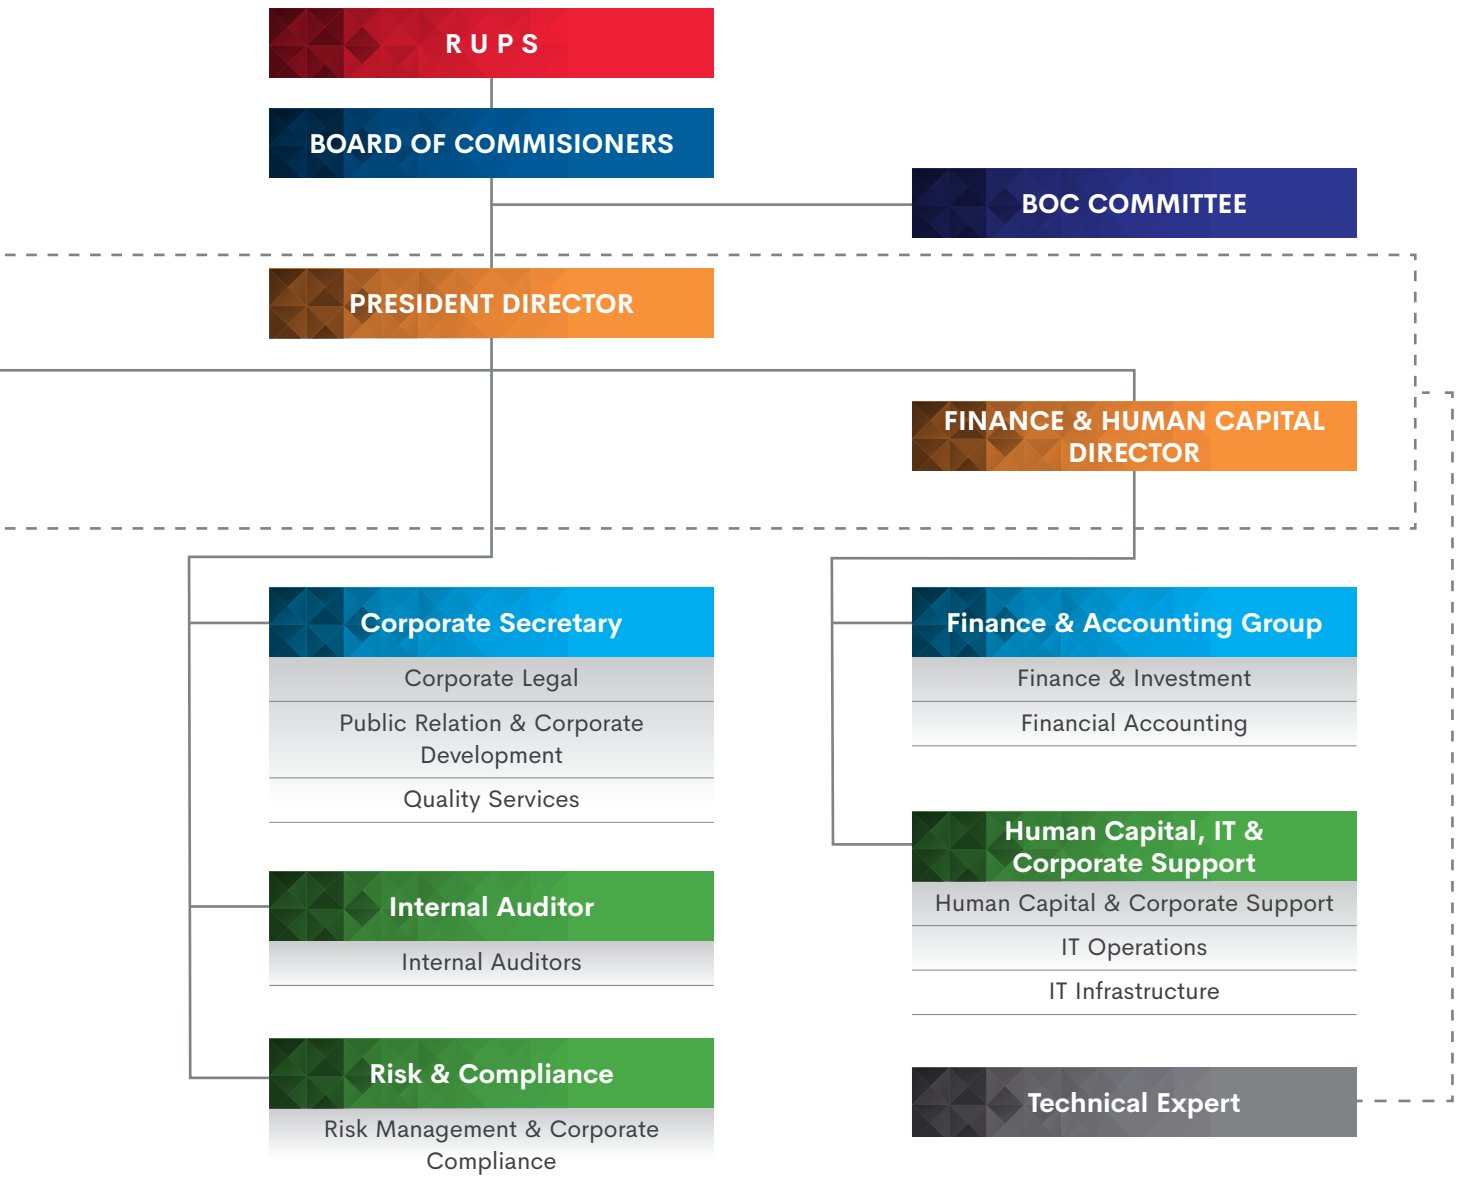 R U P S
BOARD OF COMMISIONERS
BOC COMMITTEE
PRESIDENT DIRECTOR
FINANCE & HUMAN CAPITAL
DIRECTOR
Corporate Secretary
Corporate Legal
Public Relation & Corporate
Development
Quality Services
Internal Auditor
Internal Auditors
Risk & Compliance
Risk Management & Corporate
Compliance
Finance & Accounting Group
Finance & Investment
Financial Accounting
Human Capital, IT &
Corporate Support
Human Capital & Corporate Support
IT Operations
IT Infrastructure
Technical Expert